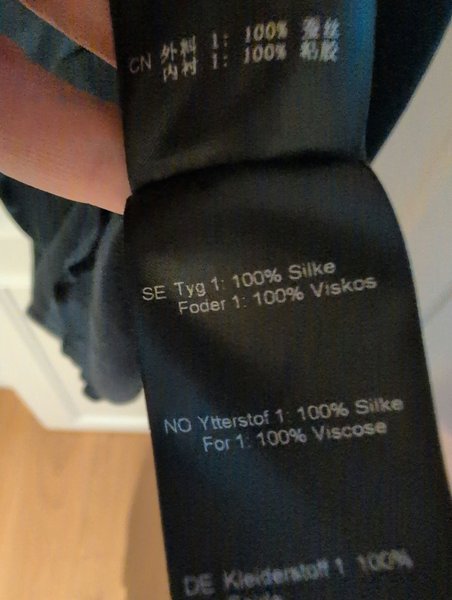 CN 外料 1: 100% 蚕丝
内衬 1: 100% 粘胶
SE Tyg 1: 100% Silke
Foder 1: 100% Viskos
NO Ytterstof 1: 100% Silke
For 1: 100% Viscose
DE Kleiderstoff 1 100%